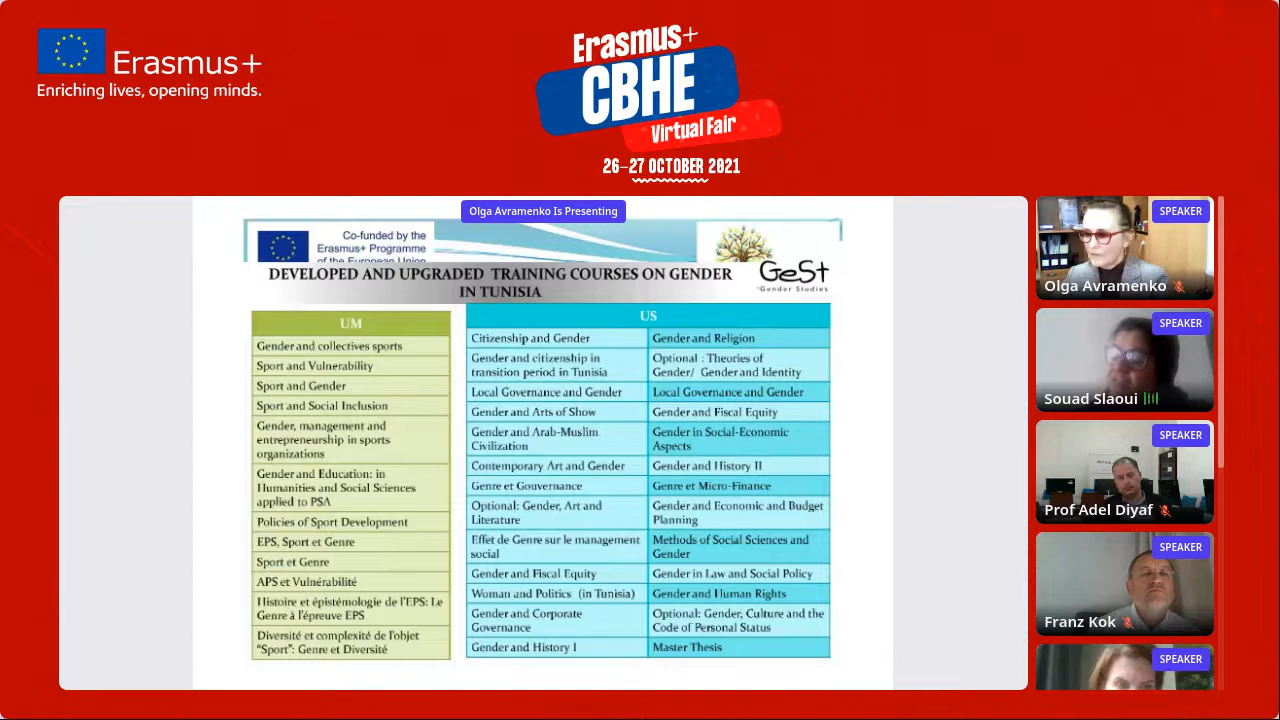 Erasmus+
Enriching lives, opening minds.
Erasmus+
CBHE
Virtual Fair
26–27 OCTOBER 2021
Olga Avramenko Is Presenting
Co-funded by the
Erasmus+ Programme
of the European Union
DEVELOPED AND UPGRADED TRAINING COURSES ON GENDER
IN TUNISIA
GeSt
Gender Studies
UM
Gender and collectives sports
Sport and Vulnerability
Sport and Gender
Sport and Social Inclusion
Gender, management and
entrepreneurship in sports
organizations
Gender and Education: in
Humanities and Social Sciences
applied to PSA
Policies of Sport Development
EPS, Sport et Genre
Sport et Genre
APS et Vulnérabilité
Histoire et épistémologie de l'EPS: Le
Genre à l'épreuve EPS
Diversité et complexité de l'objet
"Sport": Genre et Diversité
US
Citizenship and Gender
Gender and Religion
Gender and citizenship in
transition period in Tunisia
Optional : Theories of
Gender/ Gender and Identity
Local Governance and Gender
Local Governance and Gender
Gender and Arts of Show
Gender and Fiscal Equity
Gender and Arab-Muslim
Civilization
Gender in Social-Economic
Aspects
Contemporary Art and Gender
Gender and History II
Genre et Gouvernance
Genre et Micro-Finance
Optional: Gender, Art and
Literature
Gender and Economic and Budget
Planning
Effet de Genre sur le management
social
Methods of Social Sciences and
Gender
Gender and Fiscal Equity
Gender in Law and Social Policy
Woman and Politics (in Tunisia)
Gender and Human Rights
Gender and Corporate
Governance
Optional: Gender, Culture and the
Code of Personal Status
Gender and History I
Master Thesis
SPEAKER
Olga Avramenko
SPEAKER
Souad Slaoui
SPEAKER
Prof Adel Diyaf
SPEAKER
Franz Kok
SPEAKER